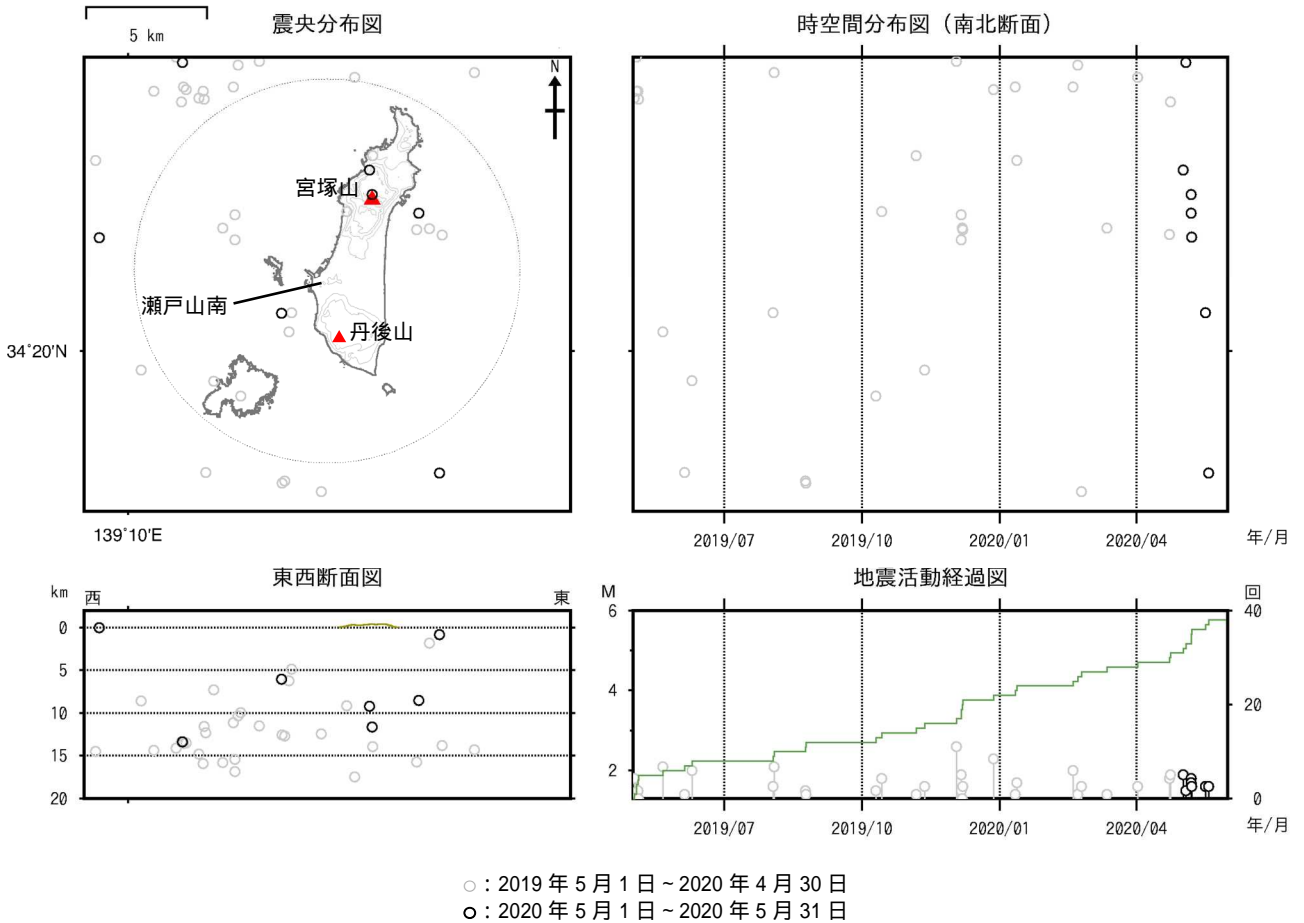 5 km
震央分布図
N
宮塚山
瀬戸山南
丹後山
34°20′N
139°10′E
時空間分布図（南北断面）
2019/07
2019/10
2020/01
2020/04
年/月
東西断面図
km
西
東
0
5
10
15
20
地震活動経過図
M
回
6
4
2
40
20
0
2019/07
2019/10
2020/01
2020/04
年/月
○：2019 年 5 月 1 日 ~ 2020 年 4 月 30 日
○：2020 年 5 月 1 日 ~ 2020 年 5 月 31 日